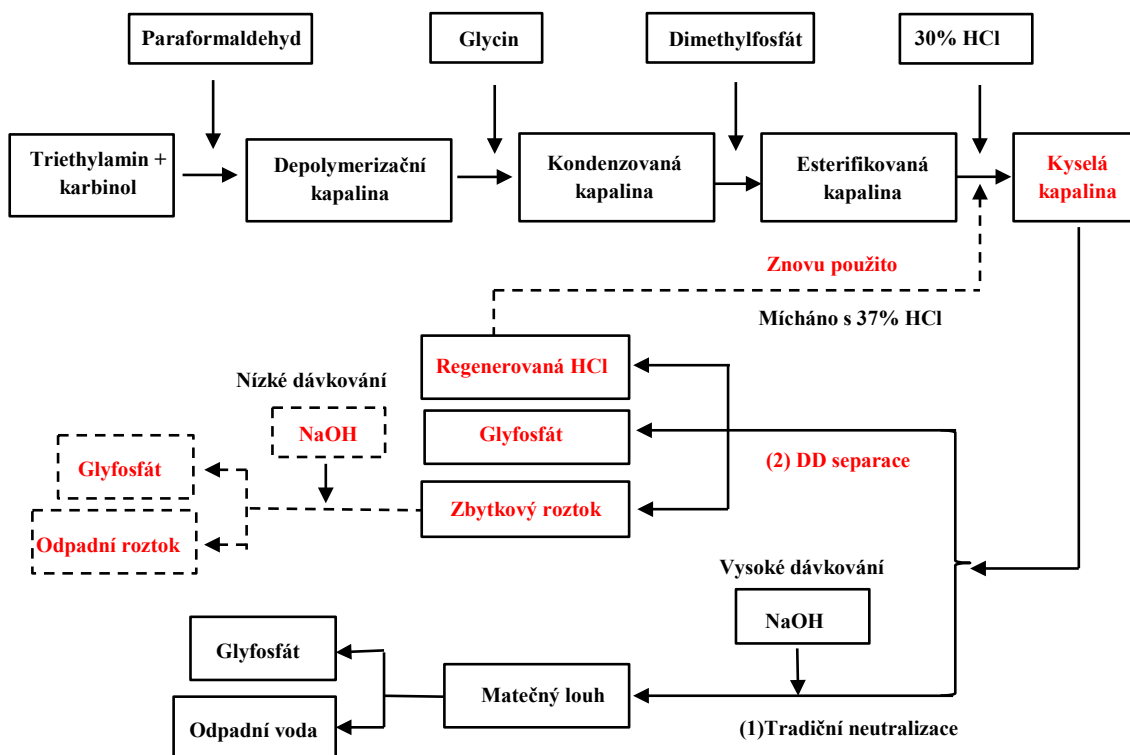 Paraformaldehyd
Glycin
Dimethylfosfát
30% HCl
Triethylamin +
karbinol
Depolymerizační
kapalina
Kondenzovaná
kapalina
Esterifikovaná
kapalina
Kyselá
kapalina
Znovu použito
Mícháno s 37% HCl
Regenerovaná HCl
Nízké dávkování
NaOH
Glyfosfát
Glyfosfát
(2) DD separace
Zbytkový roztok
Odpadní roztok
Vysoké dávkování
NaOH
Glyfosfát
Matečný louh
Odpadní voda
(1)Tradiční neutralizace